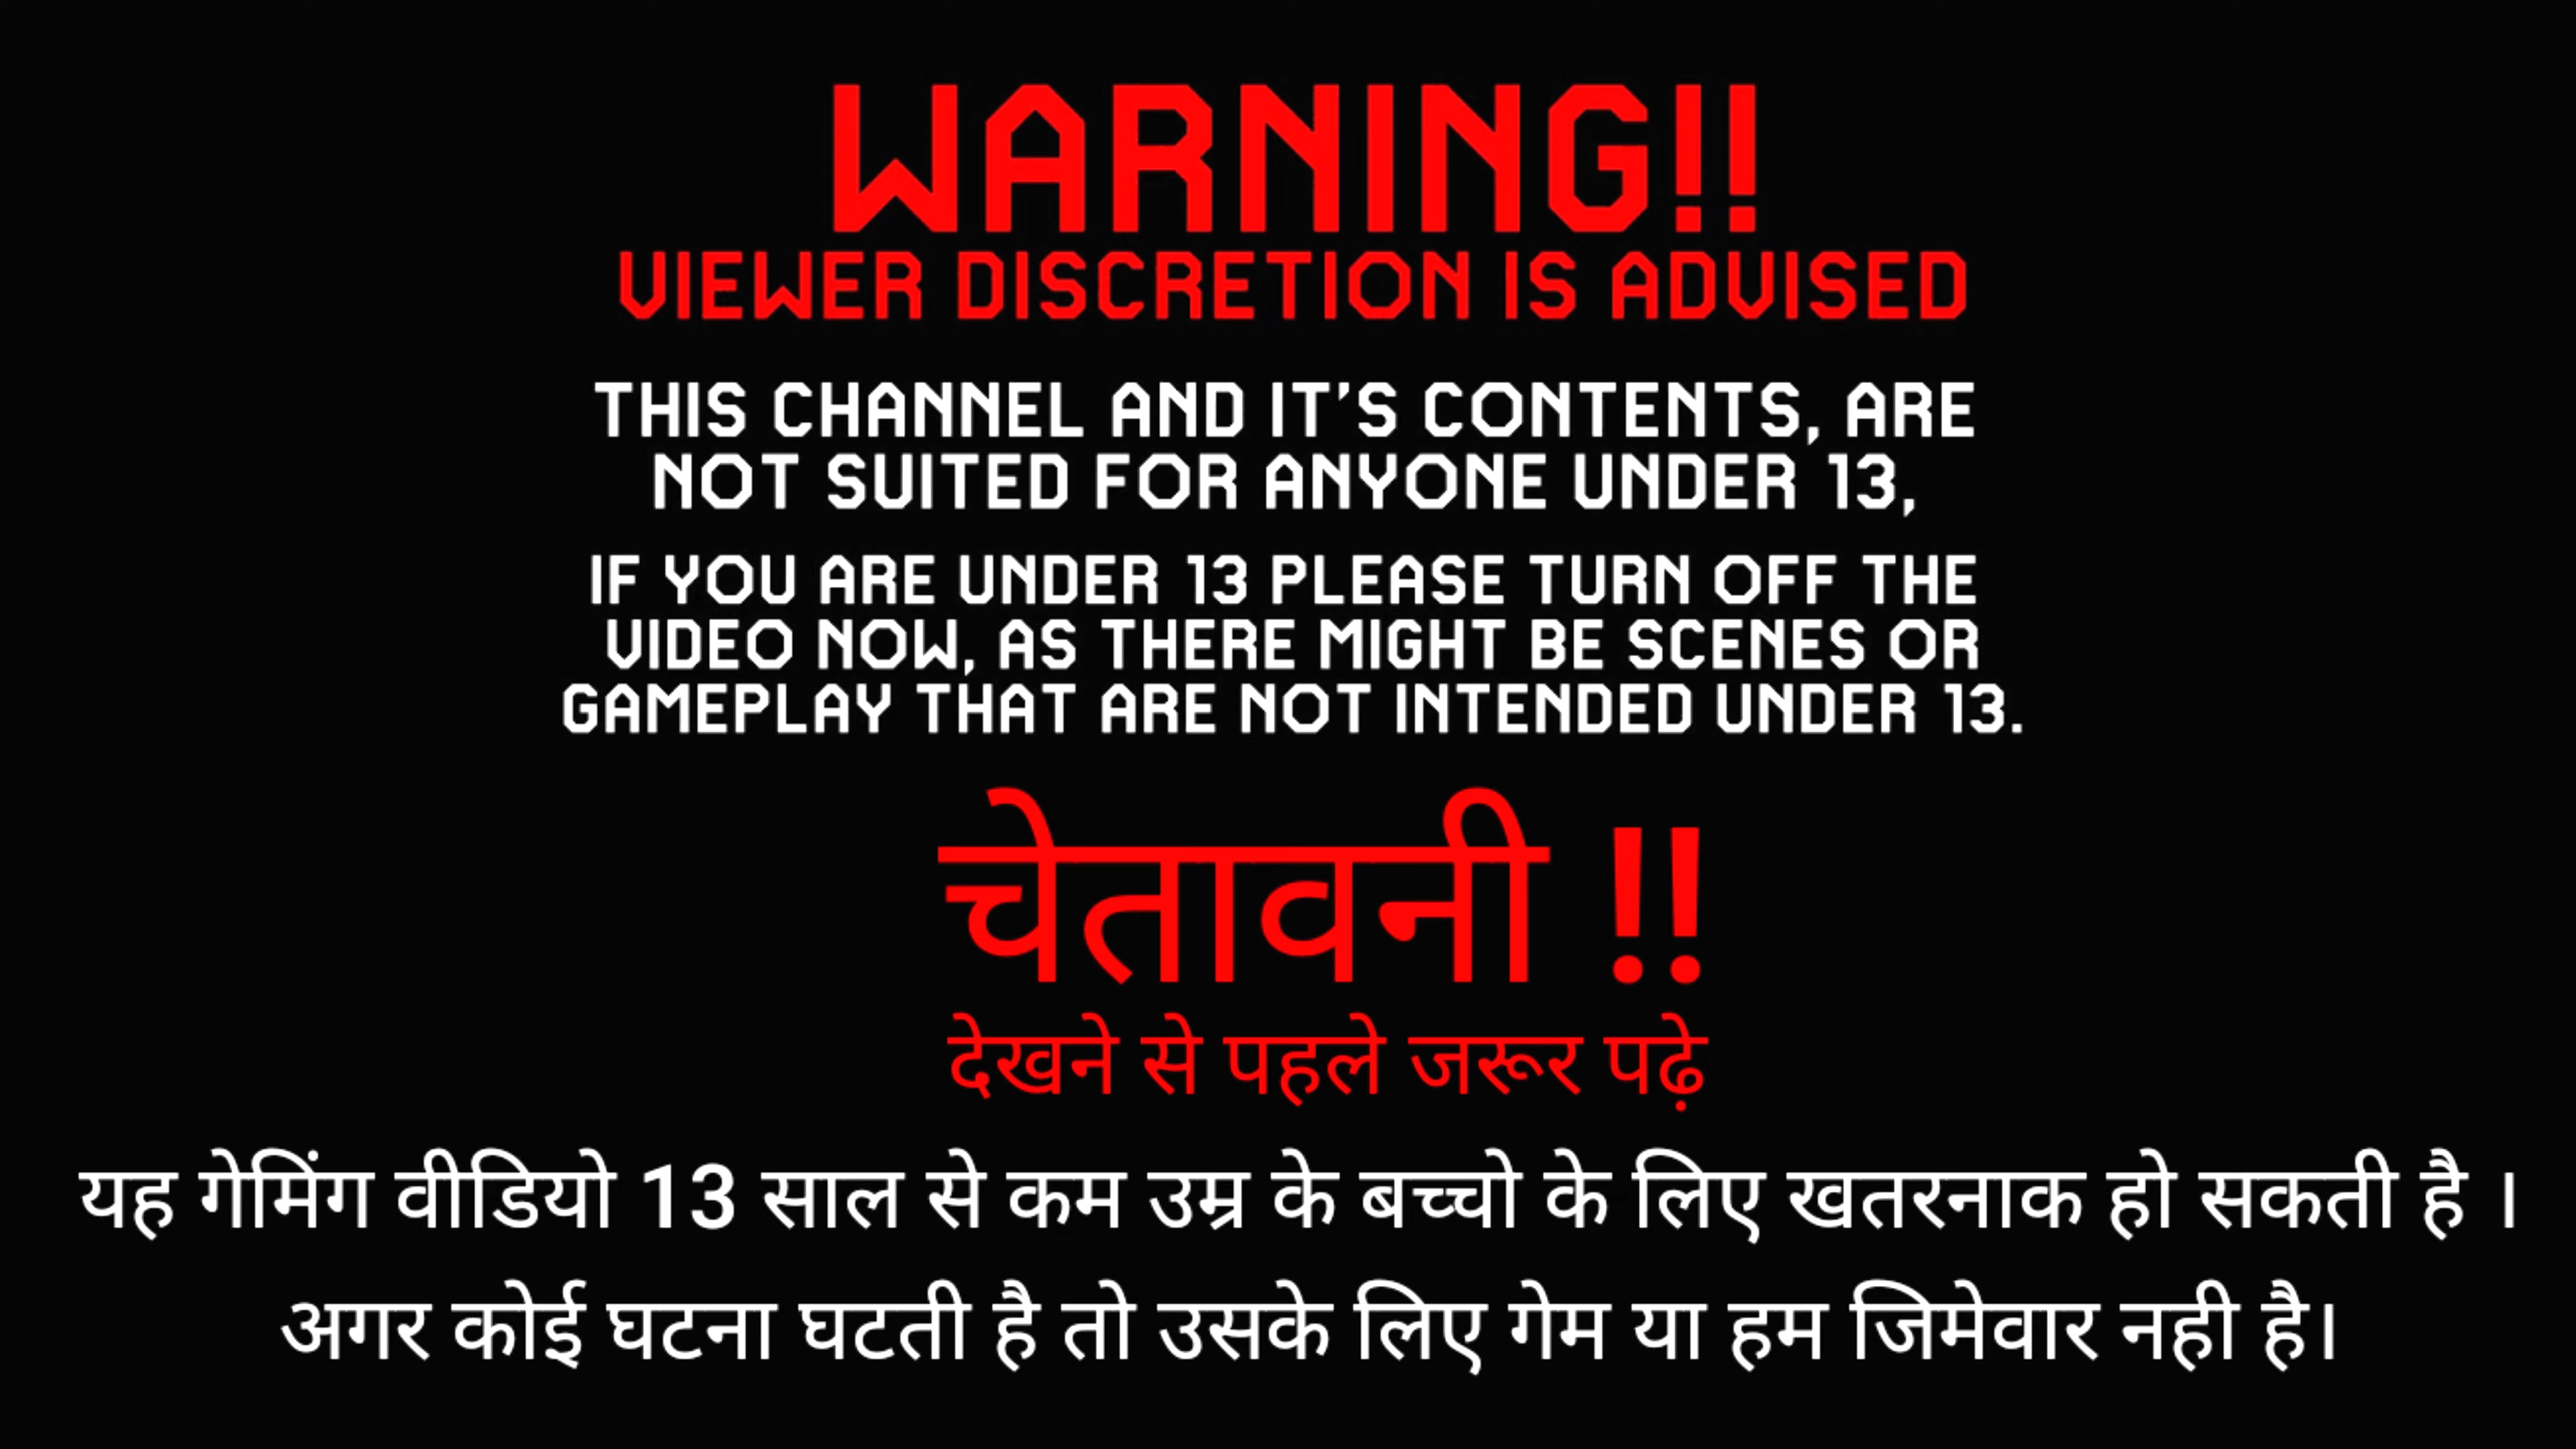 WARNING!!
VIEWER DISCRETION IS ADVISED
THIS CHANNEL AND IT'S CONTENTS, ARE
NOT SUITED FOR ANYONE UNDER 13,
IF YOU ARE UNDER 13 PLEASE TURN OFF THE
VIDEO NOW, AS THERE MIGHT BE SCENES OR
GAMEPLAY THAT ARE NOT INTENDED UNDER 13.
चेतावनी !!
देखने से पहले जरूर पढ़े
यह गेमिंग वीडियो 13 साल से कम उम्र के बच्चो के लिए खतरनाक हो सकती है ।
अगर कोई घटना घटती है तो उसके लिए गेम या हम जिमेवार नही है।